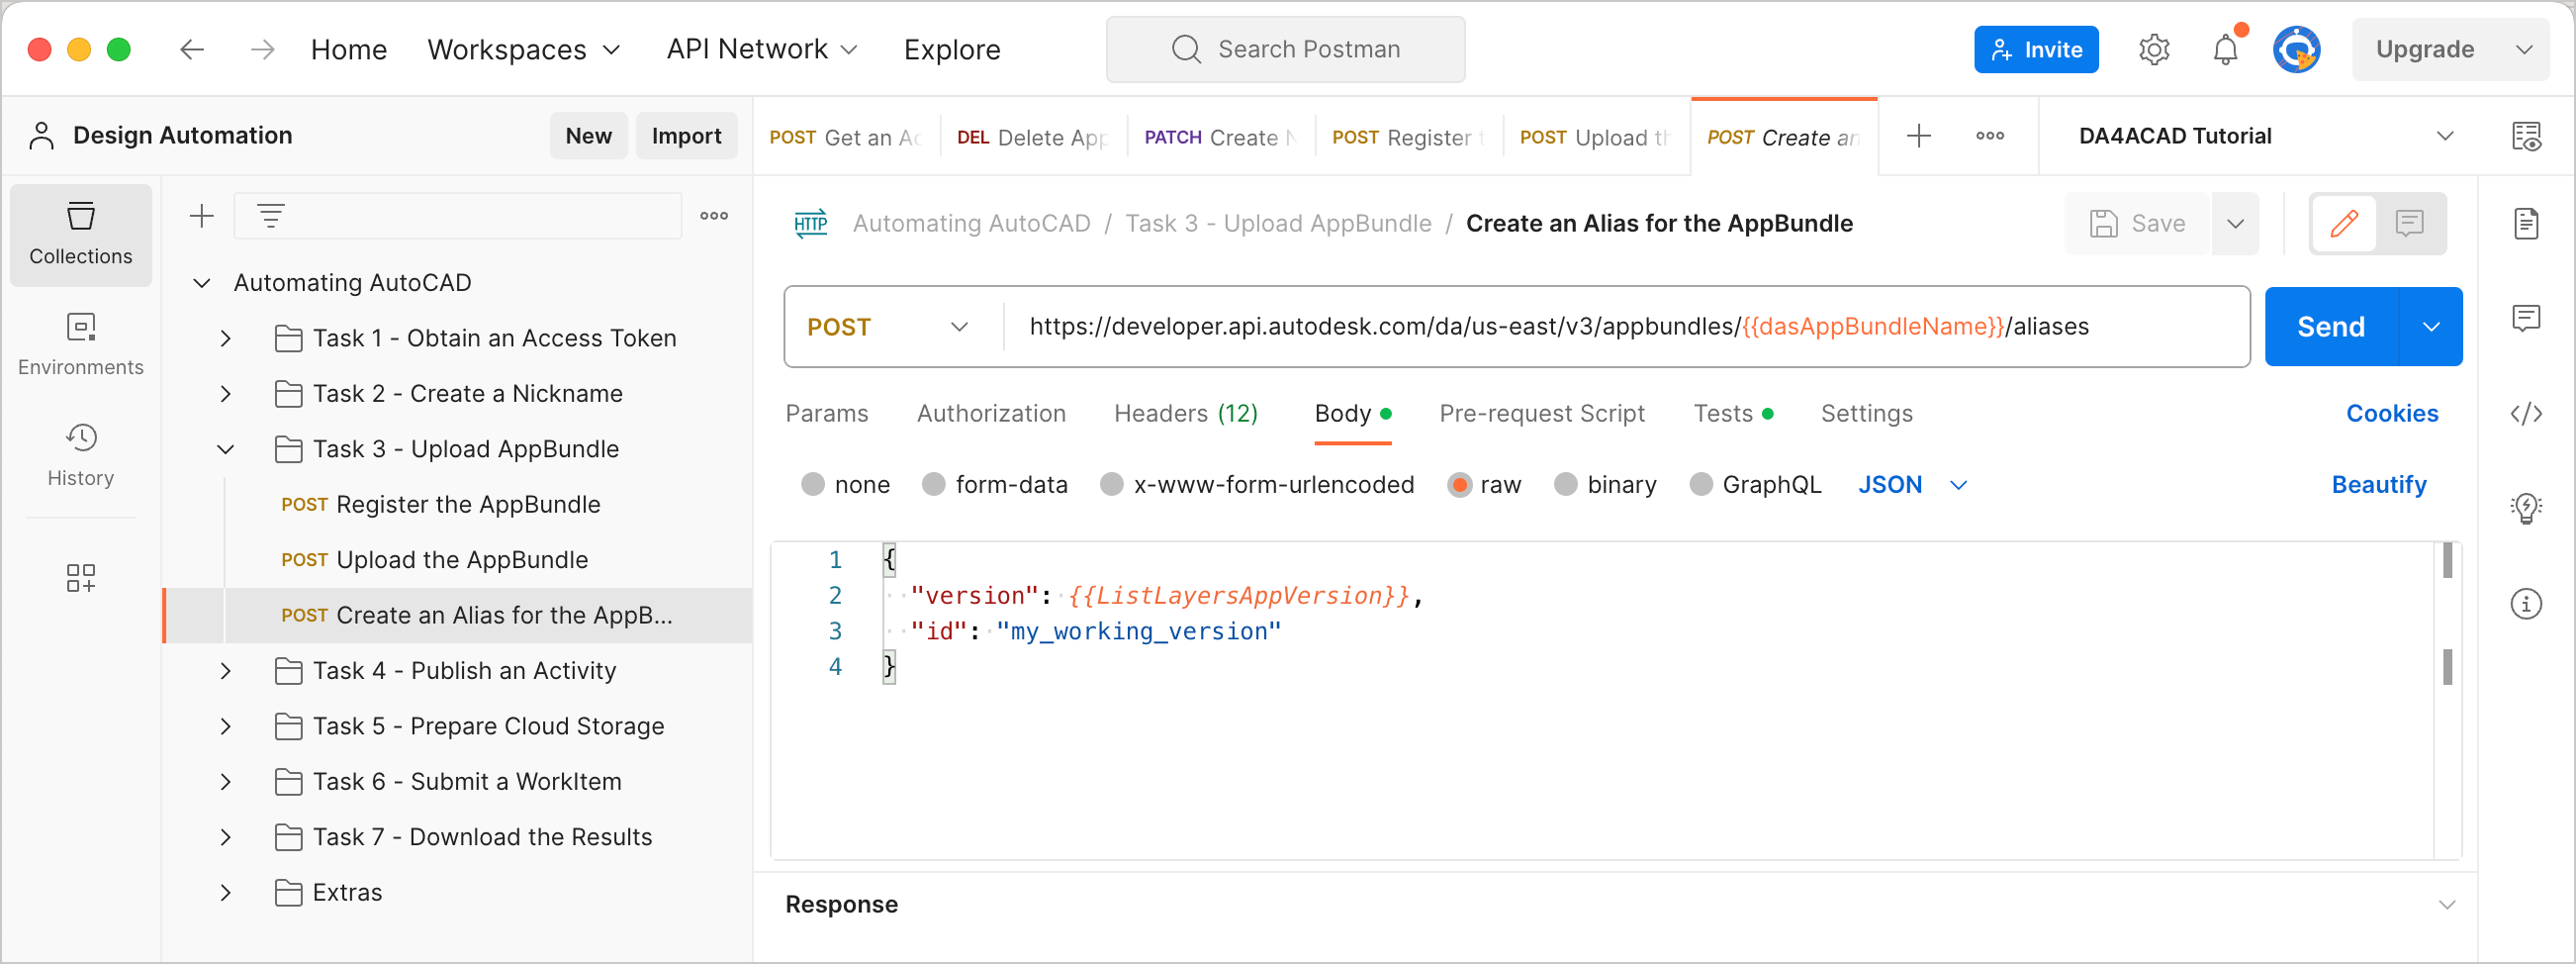 Home Workspaces API Network Explore Search Postman Invite Upgrade
Design Automation New Import
POST Get an Ac DEL Delete App PATCH Create N POST Register t POST Upload th POST Create an DA4ACAD Tutorial
Collections
Environments
History
Automating AutoCAD
Task 1 - Obtain an Access Token
Task 2 - Create a Nickname
Task 3 - Upload AppBundle
POST Register the AppBundle
POST Upload the AppBundle
POST Create an Alias for the AppB...
Task 4 - Publish an Activity
Task 5 - Prepare Cloud Storage
Task 6 - Submit a WorkItem
Task 7 - Download the Results
Extras
HTTP Automating AutoCAD / Task 3 - Upload AppBundle / Create an Alias for the AppBundle Save
POST https://developer.api.autodesk.com/da/us-east/v3/appbundles/{{dasAppBundleName}}/aliases Send
Params Authorization Headers (12) Body Pre-request Script Tests Settings Cookies
none form-data x-www-form-urlencoded raw binary GraphQL JSON Beautify
1 {
2 "version": {{ListLayersAppVersion}},
3 "id": "my_working_version"
4 }
Response